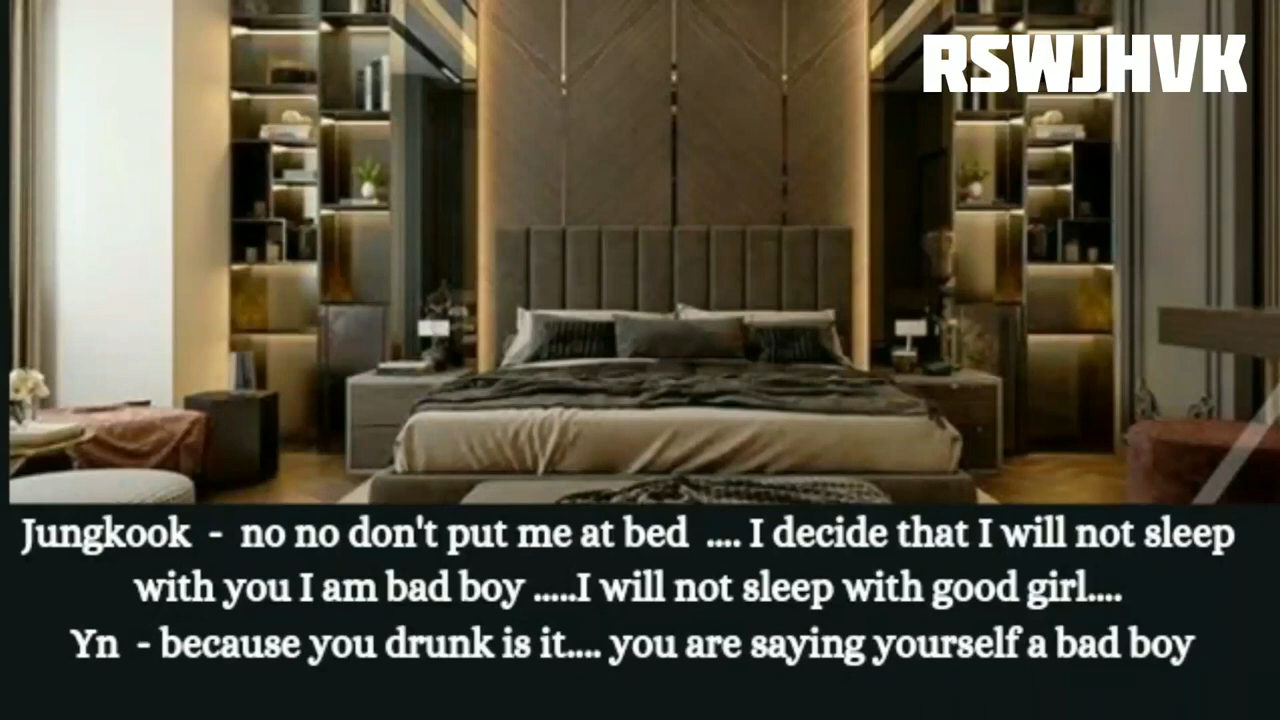 RSWJHVK
Jungkook - no no don't put me at bed .... I decide that I will not sleep
with you I am bad boy .....I will not sleep with good girl....
Yn - because you drunk is it.... you are saying yourself a bad boy